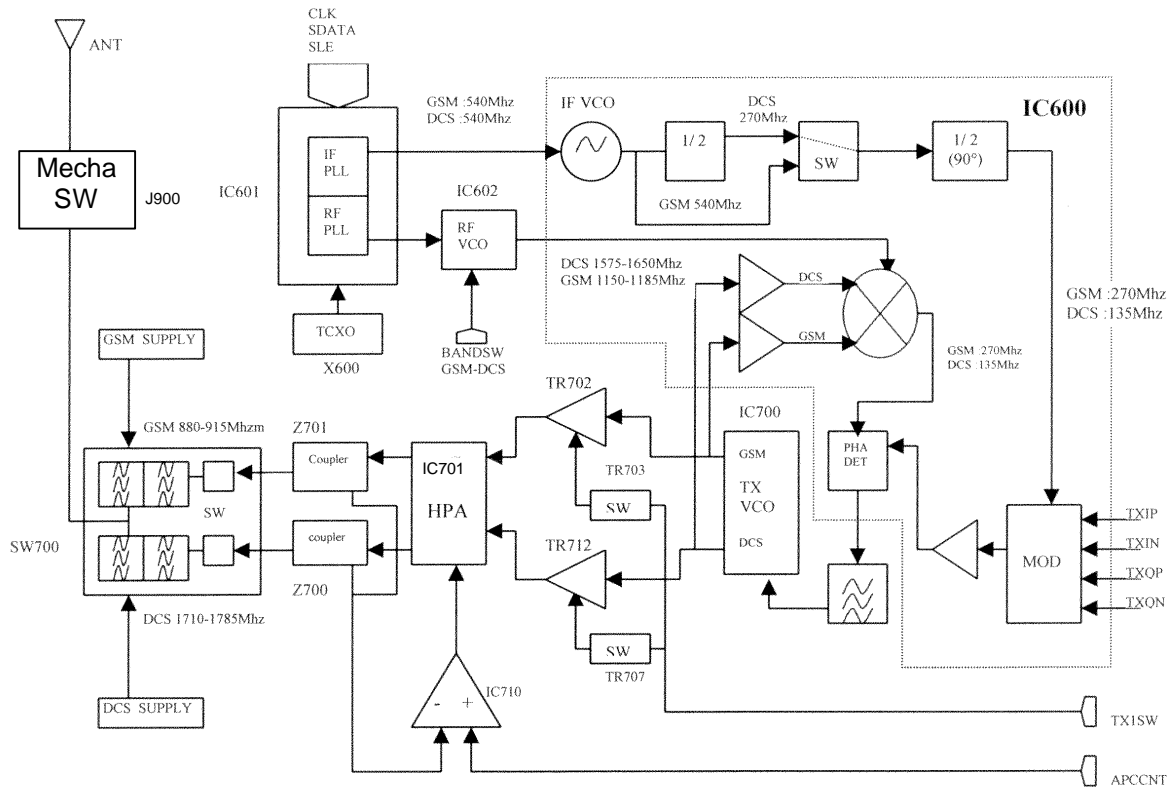 ANT
CLK
SDATA
SLE
GSM :540Mhz
DCS :540Mhz
IF VCO
DCS
270Mhz
IC600
Mecha
SW
J900
IC601
IF
PLL
RF
PLL
IC602
RF
VCO
1/ 2
SW
1/ 2
(90°)
GSM 540Mhz
DCS 1575-1650Mhz
GSM 1150-1185Mhz
DCS
GSM
GSM :270Mhz
DCS :135Mhz
GSM :270Mhz
DCS :135Mhz
TCXO
X600
BANDSW
GSM-DCS
GSM SUPPLY
GSM 880-915Mhzm
Z701
Coupler
SW
SW700
coupler
Z700
DCS 1710-1785Mhz
DCS SUPPLY
IC701
HPA
TR702
TR703
SW
TR712
SW
TR707
IC700
GSM
TX
VCO
DCS
PHA
DET
MOD
TXIP
TXIN
TXQP
TXQN
- +
IC710
TX1SW
APCCNT